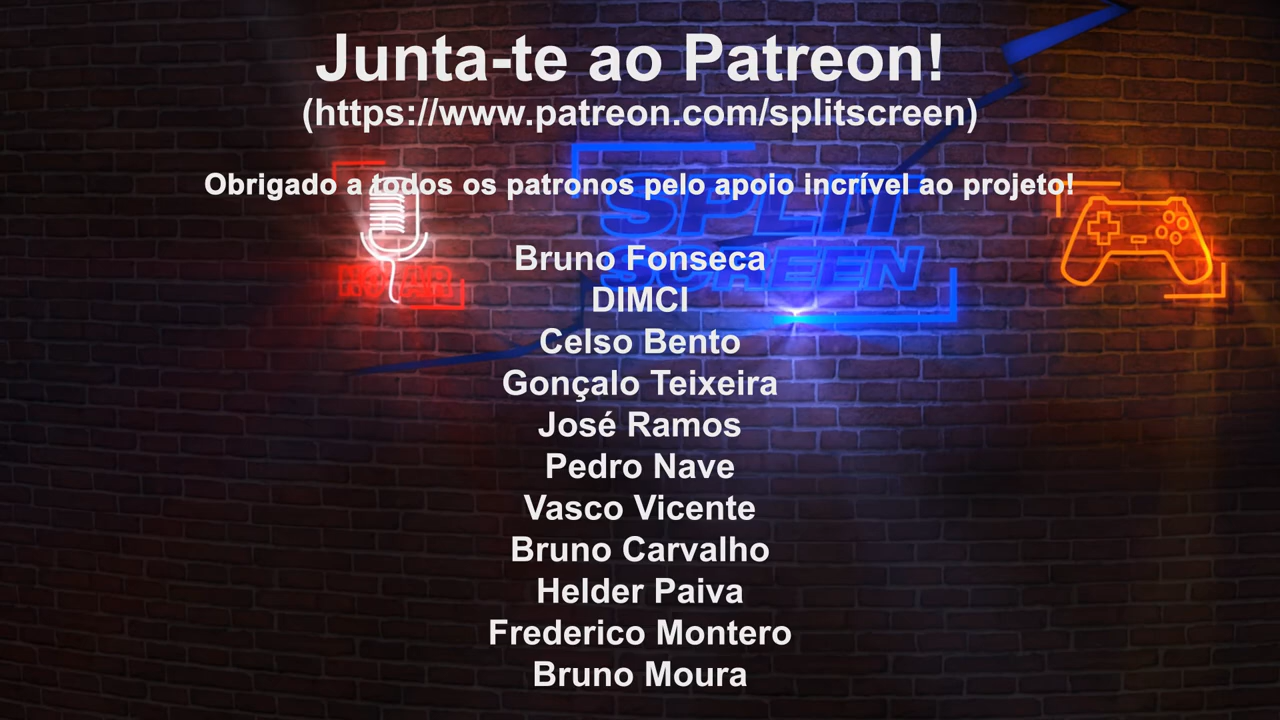 Junta-te ao Patreon!
(https://www.patreon.com/splitscreen)
Obrigado a todos os patronos pelo apoio incrível ao projeto!
SPLIT
SCREEN
Bruno Fonseca
DIMCI
Celso Bento
Gonçalo Teixeira
José Ramos
Pedro Nave
Vasco Vicente
Bruno Carvalho
Helder Paiva
Frederico Montero
Bruno Moura